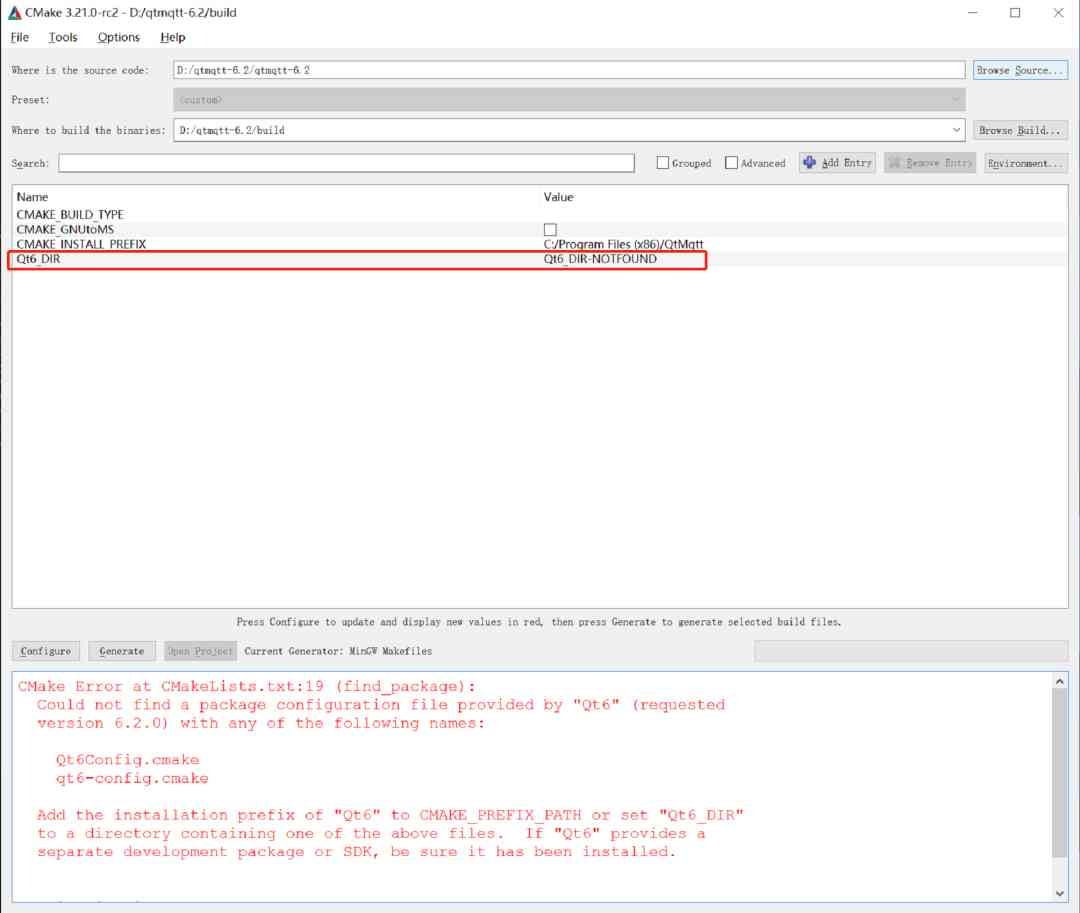 CMake 3.21.0-rc2 - D:/qtmqtt-6.2/build
File Tools Options Help
Where is the source code: D:/qtmqtt-6.2/qtmqtt-6.2 Browse Source...
Preset: <custom>
Where to build the binaries: D:/qtmqtt-6.2/build Browse Build...
Search: Grouped Advanced Add Entry Remove Entry Environment...
Name Value
CMAKE_BUILD_TYPE
CMAKE_GNUtoMS
CMAKE_INSTALL_PREFIX C:/Program Files (x86)/QtMqtt
Qt6_DIR Qt6_DIR-NOTFOUND
Press Configure to update and display new values in red, then press Generate to generate selected build files.
Configure Generate Open Project Current Generator: MinGW Makefiles
CMake Error at CMakeLists.txt:19 (find_package):
Could not find a package configuration file provided by "Qt6" (requested
version 6.2.0) with any of the following names:
Qt6Config.cmake
qt6-config.cmake
Add the installation prefix of "Qt6" to CMAKE_PREFIX_PATH or set "Qt6_DIR"
to a directory containing one of the above files. If "Qt6" provides a
separate development package or SDK, be sure it has been installed.